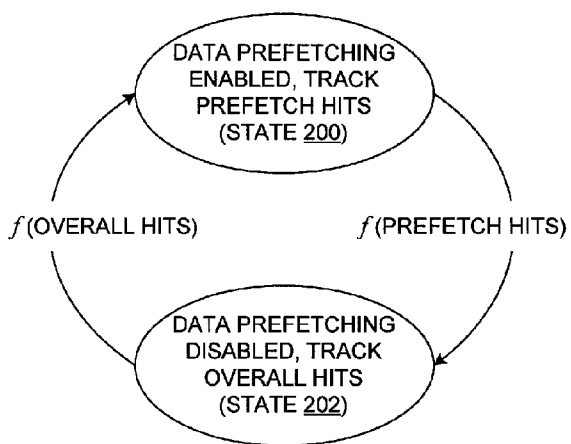 DATA PREFETCHING
ENABLED, TRACK
PREFETCH HITS
(STATE 200)
f(OVERALL HITS)
f(PREFETCH HITS)
DATA PREFETCHING
DISABLED, TRACK
OVERALL HITS
(STATE 202)